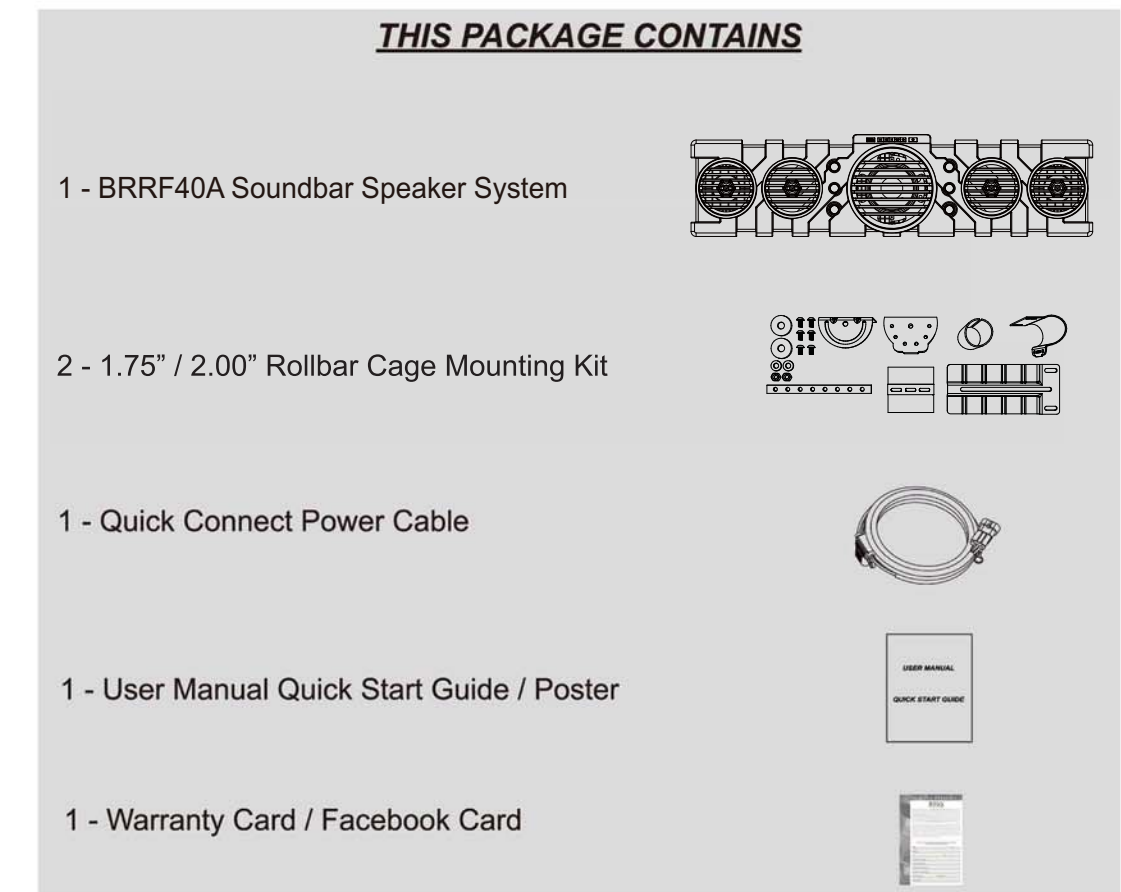 THIS PACKAGE CONTAINS
1 - BRRF40A Soundbar Speaker System
2 - 1.75” / 2.00” Rollbar Cage Mounting Kit
1 - Quick Connect Power Cable
1 - User Manual Quick Start Guide / Poster
USER MANUAL
QUICK START GUIDE
1 - Warranty Card / Facebook Card